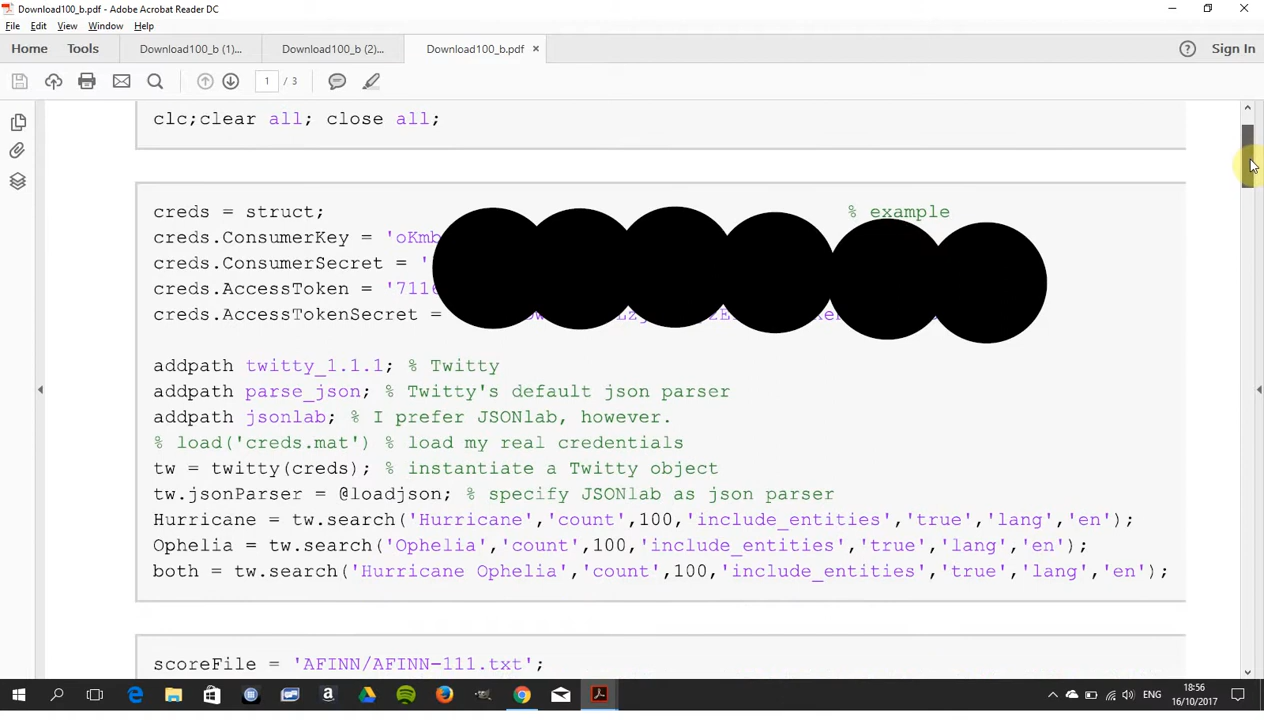 Download100_b.pdf - Adobe Acrobat Reader DC
File Edit View Window Help
Home Tools Download100_b (1)... Download100_b (2)... Download100_b.pdf × Sign In
1 / 3
clc;clear all; close all;
creds = struct; % example
creds.ConsumerKey = 'oKmb
creds.ConsumerSecret = '
creds.AccessToken = '711
creds.AccessTokenSecret =
addpath twitty_1.1.1; % Twitty
addpath parse_json; % Twitty's default json parser
addpath jsonlab; % I prefer JSONlab, however.
% load('creds.mat') % load my real credentials
tw = twitty(creds); % instantiate a Twitty object
tw.jsonParser = @loadjson; % specify JSONlab as json parser
Hurricane = tw.search('Hurricane','count',100,'include_entities','true','lang','en');
Ophelia = tw.search('Ophelia','count',100,'include_entities','true','lang','en');
both = tw.search('Hurricane Ophelia','count',100,'include_entities','true','lang','en');
scoreFile = 'AFINN/AFINN-111.txt';
ENG 18:56
16/10/2017